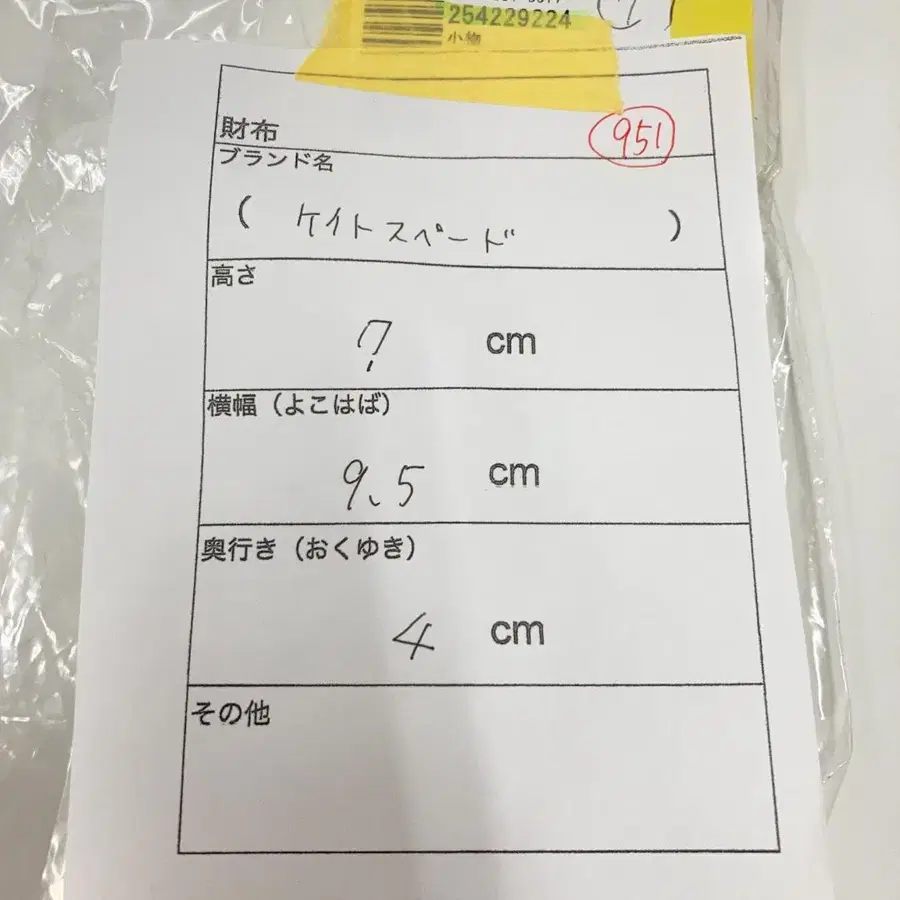 254229224
小物
財布
951
ブランド名
( ケイトスペード )
高さ
7 cm
横幅（よこはば）
9.5 cm
奥行き（おくゆき）
4 cm
その他